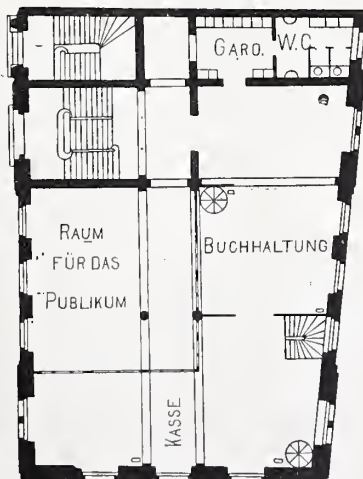 GARD.
W.C.
RAUM
FÜR DAS
PUBLIKUM
BUCHHALTUNG
KASSE